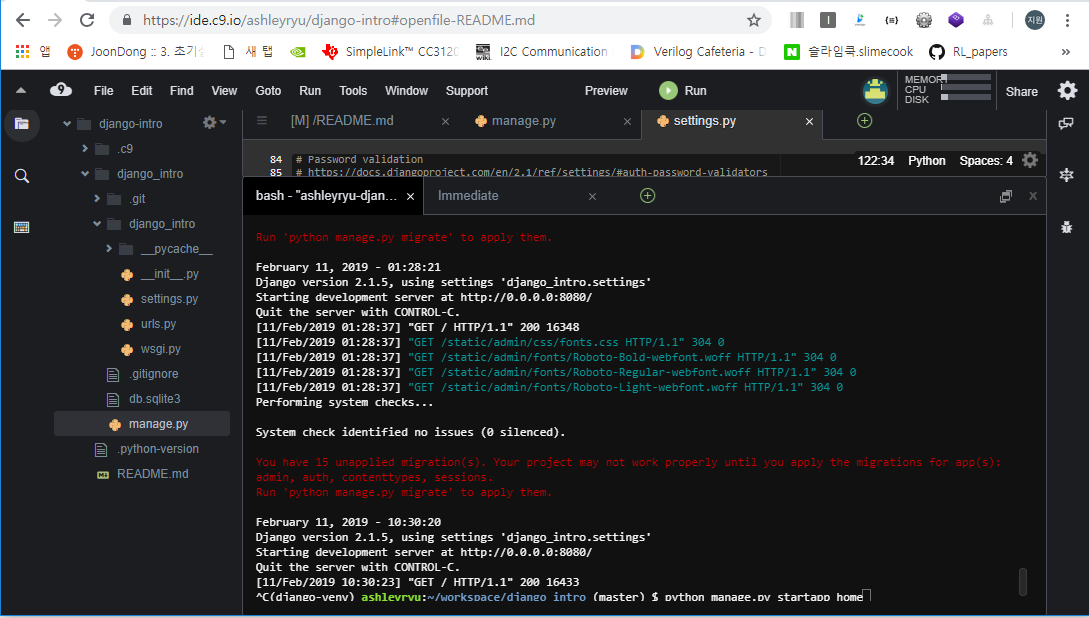 https://ide.c9.io/ashleyryu/django-intro#openfile-README.md
지원
앱
JoonDong :: 3. 초기
새 탭
SimpleLink™ CC3120
I2C Communication
Verilog Cafeteria - D
슬라임쿡.slimecook
RL_papers
»
File Edit Find View Goto Run Tools Window Support
Preview
Run
MEMORY
CPU
DISK
Share
django-intro
.c9
django_intro
.git
django_intro
__pycache__
__init__.py
settings.py
urls.py
wsgi.py
.gitignore
db.sqlite3
manage.py
.python-version
README.md
[M] /README.md
manage.py
settings.py
84 # Password validation
85 # https://docs.djangoproject.com/en/2.1/ref/settings/#auth-password-validators
122:34 Python Spaces: 4
bash - "ashleyryu-djan...
Immediate
Run 'python manage.py migrate' to apply them.
February 11, 2019 - 01:28:21
Django version 2.1.5, using settings 'django_intro.settings'
Starting development server at http://0.0.0.0:8080/
Quit the server with CONTROL-C.
[11/Feb/2019 01:28:37] "GET / HTTP/1.1" 200 16348
[11/Feb/2019 01:28:37] "GET /static/admin/css/fonts.css HTTP/1.1" 304 0
[11/Feb/2019 01:28:37] "GET /static/admin/fonts/Roboto-Bold-webfont.woff HTTP/1.1" 304 0
[11/Feb/2019 01:28:37] "GET /static/admin/fonts/Roboto-Regular-webfont.woff HTTP/1.1" 304 0
[11/Feb/2019 01:28:37] "GET /static/admin/fonts/Roboto-Light-webfont.woff HTTP/1.1" 304 0
Performing system checks...
System check identified no issues (0 silenced).
You have 15 unapplied migration(s). Your project may not work properly until you apply the migrations for app(s):
admin, auth, contenttypes, sessions.
Run 'python manage.py migrate' to apply them.
February 11, 2019 - 10:30:20
Django version 2.1.5, using settings 'django_intro.settings'
Starting development server at http://0.0.0.0:8080/
Quit the server with CONTROL-C.
[11/Feb/2019 10:30:23] "GET / HTTP/1.1" 200 16433
^C(django-venv) ashleyryu:~/workspace/django_intro (master) $ python manage.py startapp home